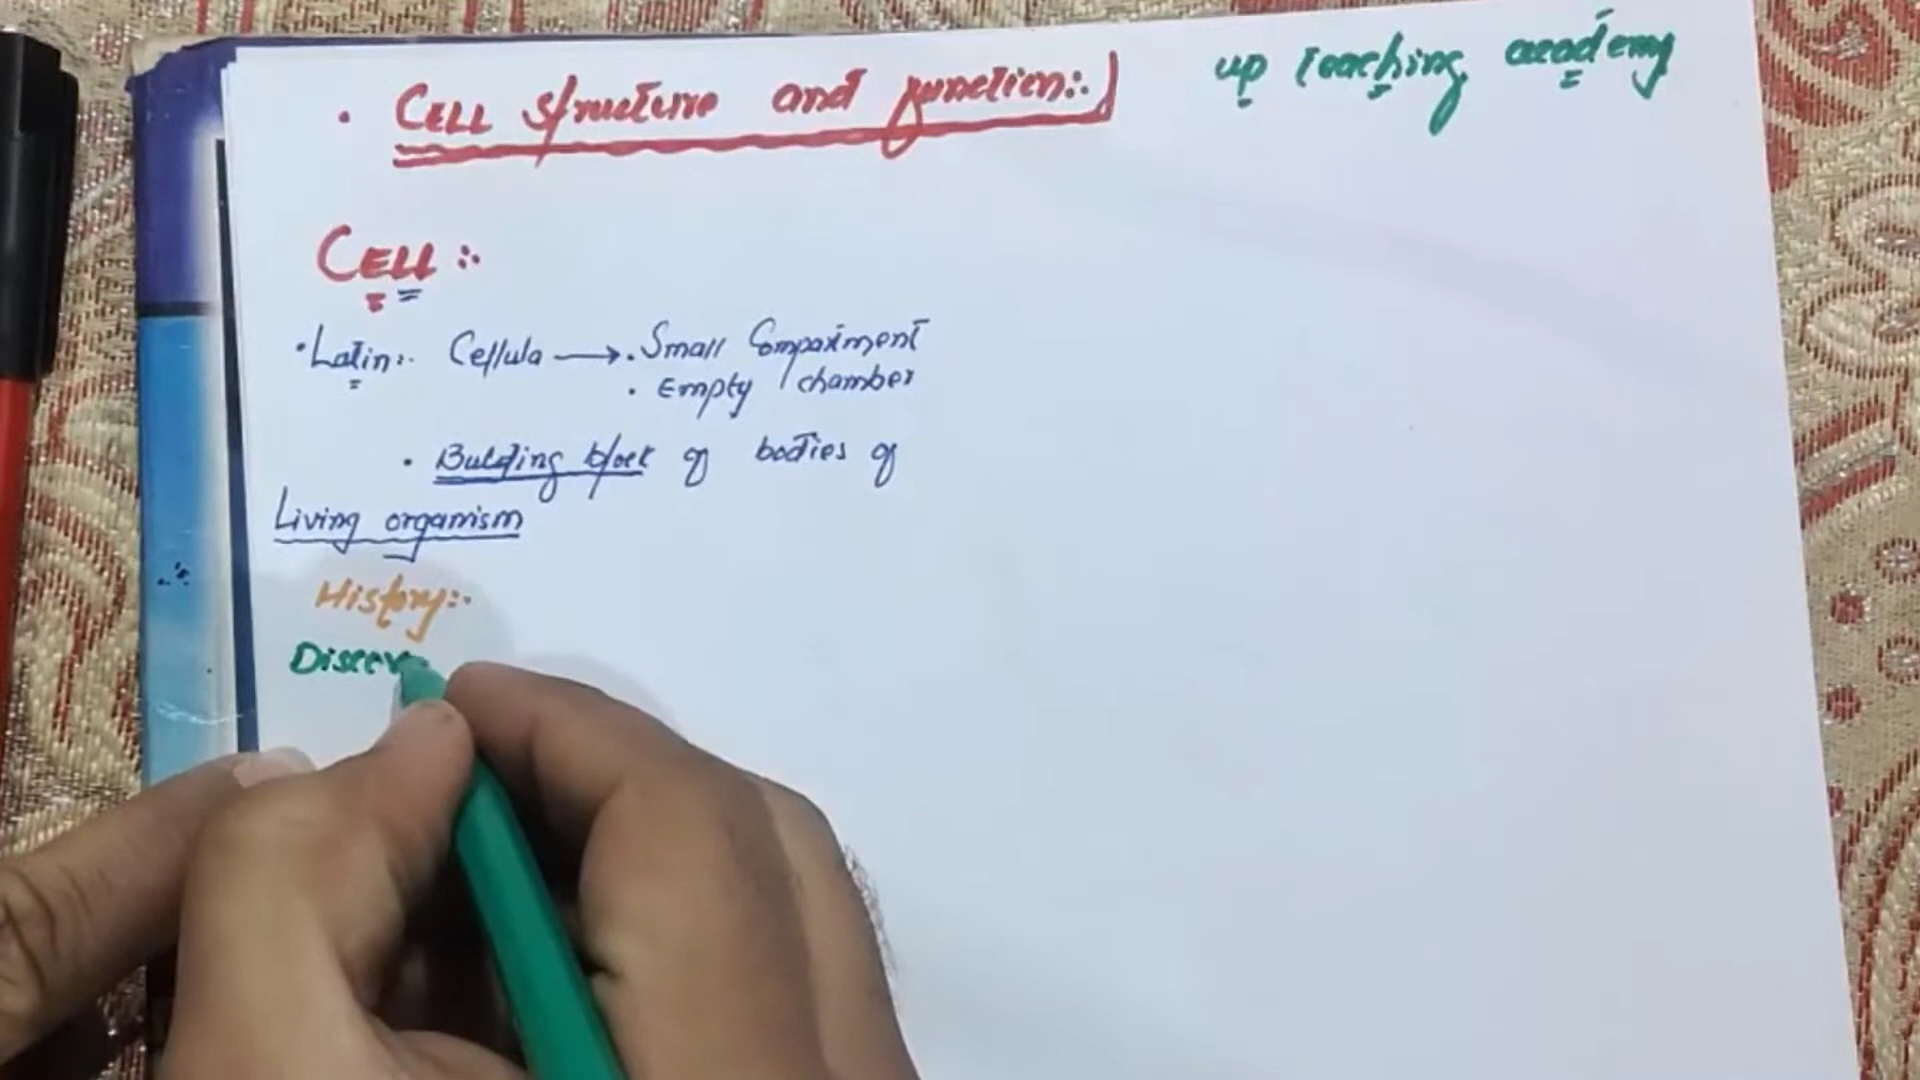 • CELL structure and function:-
up teaching academy
CELL :-
• Latin:- Cellula → • Small Compartment
• Empty chamber
• Building block of bodies of
Living organism
History:-
Discov